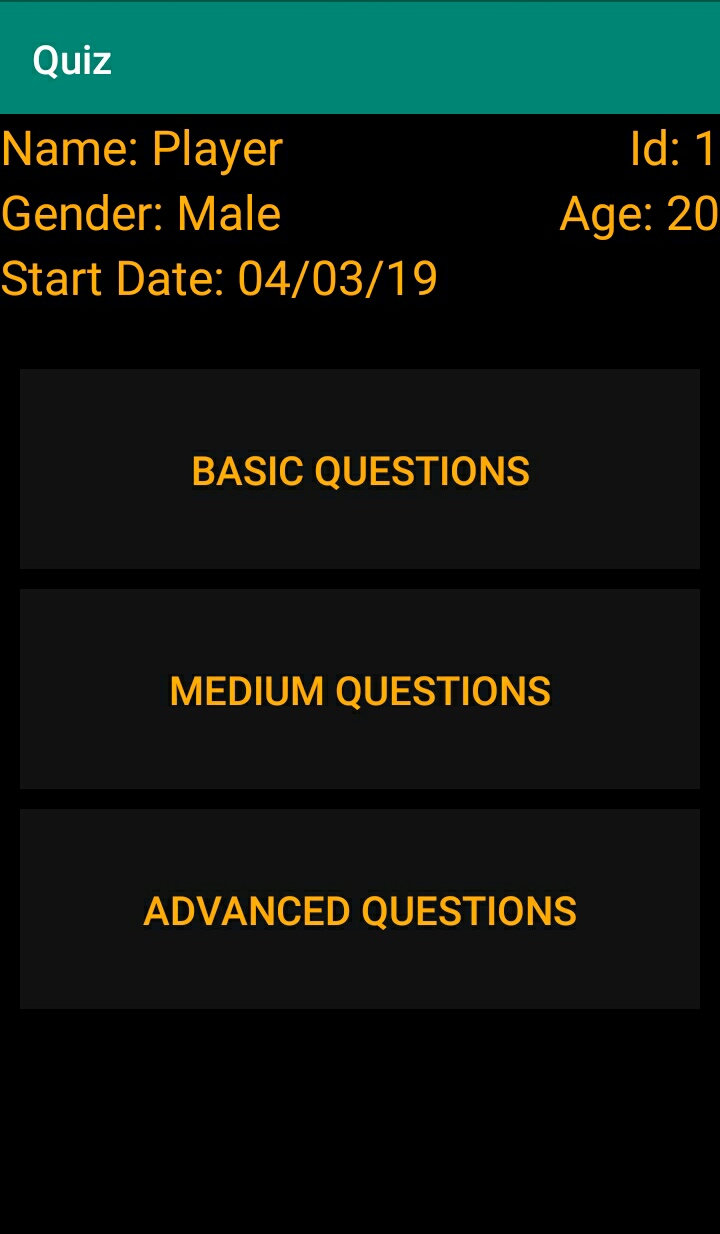 Quiz
Name: Player Id: 1
Gender: Male Age: 20
Start Date: 04/03/19
BASIC QUESTIONS
MEDIUM QUESTIONS
ADVANCED QUESTIONS